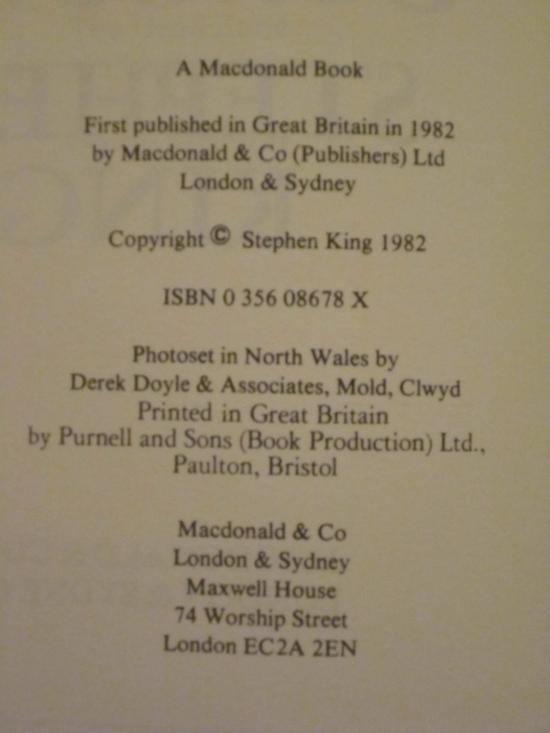 A Macdonald Book
First published in Great Britain in 1982
by Macdonald & Co (Publishers) Ltd
London & Sydney
Copyright © Stephen King 1982
ISBN 0 356 08678 X
Photoset in North Wales by
Derek Doyle & Associates, Mold, Clwyd
Printed in Great Britain
by Purnell and Sons (Book Production) Ltd.,
Paulton, Bristol
Macdonald & Co
London & Sydney
Maxwell House
74 Worship Street
London EC2A 2EN